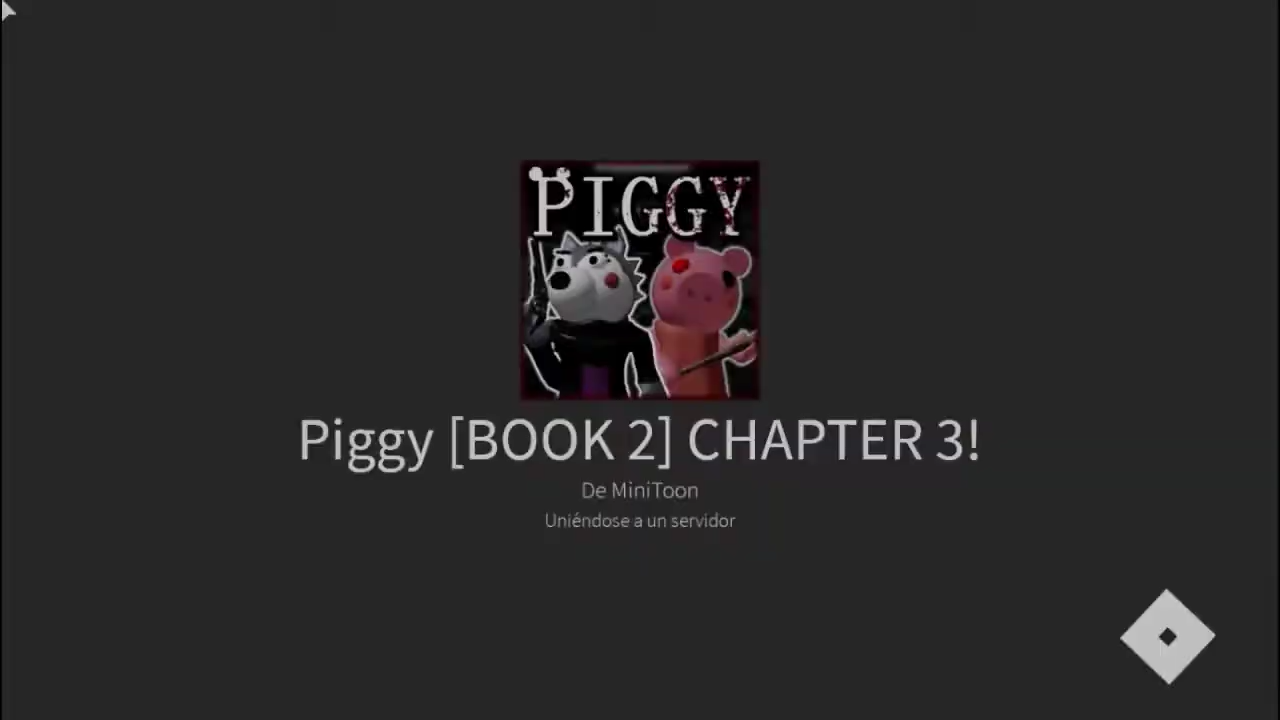 PIGGY
Piggy [BOOK 2] CHAPTER 3!
De MiniToon
Uniéndose a un servidor